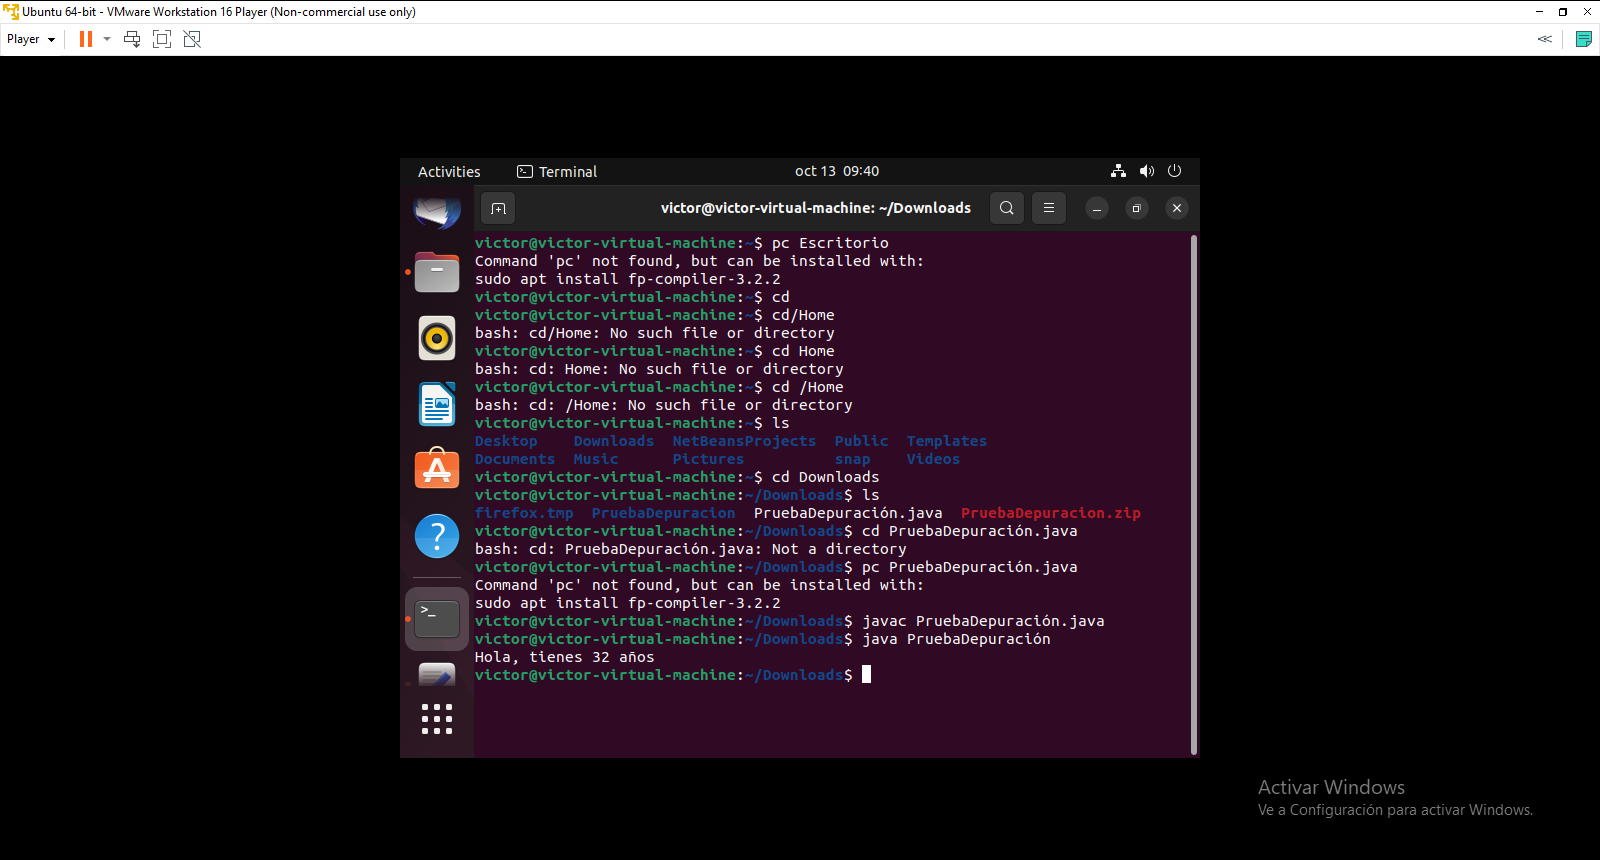 Ubuntu 64-bit - VMware Workstation 16 Player (Non-commercial use only)
Player
Activities
Terminal
oct 13 09:40
victor@victor-virtual-machine: ~/Downloads
victor@victor-virtual-machine:~$ pc Escritorio
Command 'pc' not found, but can be installed with:
sudo apt install fp-compiler-3.2.2
victor@victor-virtual-machine:~$ cd
victor@victor-virtual-machine:~$ cd/Home
bash: cd/Home: No such file or directory
victor@victor-virtual-machine:~$ cd Home
bash: cd: Home: No such file or directory
victor@victor-virtual-machine:~$ cd /Home
bash: cd: /Home: No such file or directory
victor@victor-virtual-machine:~$ ls
Desktop Downloads NetBeansProjects Public Templates
Documents Music Pictures snap Videos
victor@victor-virtual-machine:~$ cd Downloads
victor@victor-virtual-machine:~/Downloads$ ls
firefox.tmp PruebaDepuracion PruebaDepuración.java PruebaDepuracion.zip
victor@victor-virtual-machine:~/Downloads$ cd PruebaDepuración.java
bash: cd: PruebaDepuración.java: Not a directory
victor@victor-virtual-machine:~/Downloads$ pc PruebaDepuración.java
Command 'pc' not found, but can be installed with:
sudo apt install fp-compiler-3.2.2
victor@victor-virtual-machine:~/Downloads$ javac PruebaDepuración.java
victor@victor-virtual-machine:~/Downloads$ java PruebaDepuración
Hola, tienes 32 años
victor@victor-virtual-machine:~/Downloads$
Activar Windows
Ve a Configuración para activar Windows.